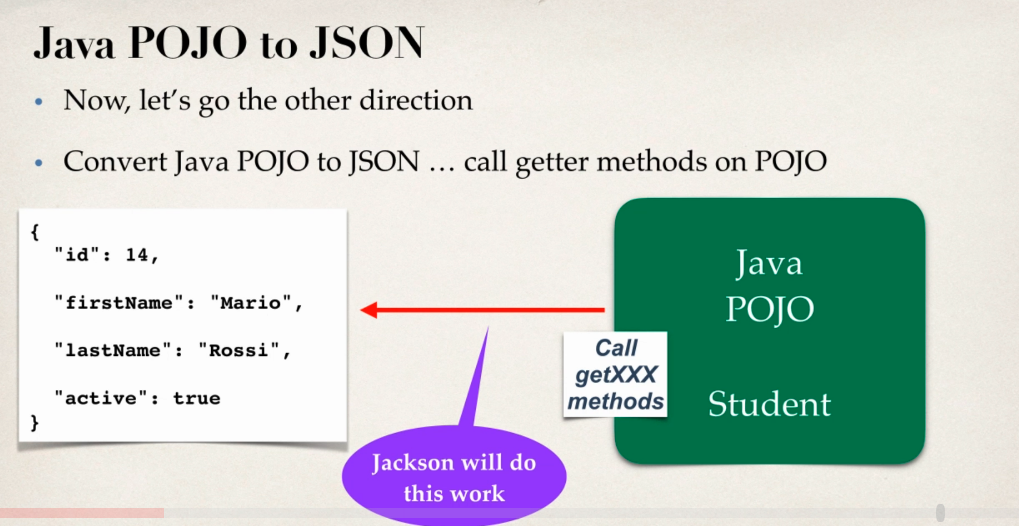 Java POJO to JSON
• Now, let's go the other direction
• Convert Java POJO to JSON … call getter methods on POJO
{
"id": 14,
"firstName": "Mario",
"lastName": "Rossi",
"active": true
}
Java
POJO
Student
Call
getXXX
methods
Jackson will do
this work